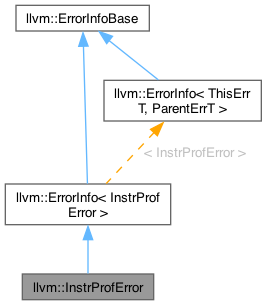 llvm::ErrorInfoBase
llvm::ErrorInfo< ThisErr
T, ParentErrT >
< InstrProfError >
llvm::ErrorInfo< InstrProf
Error >
llvm::InstrProfError